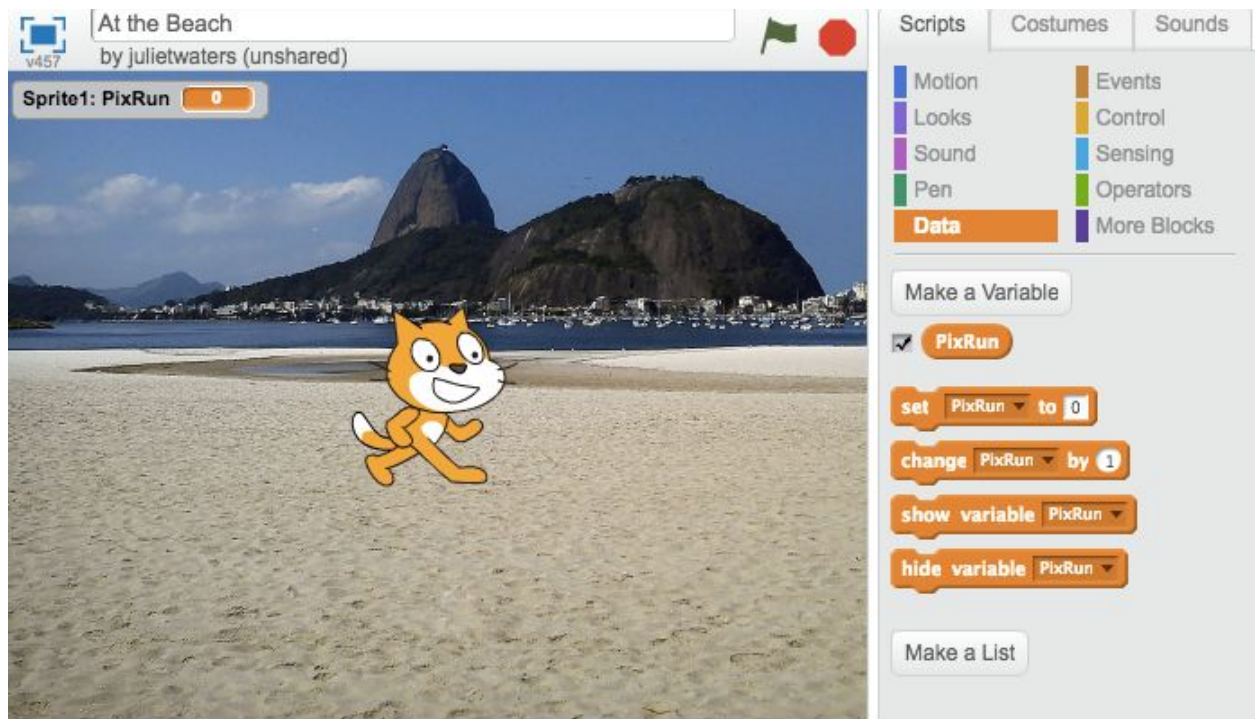 At the Beach
v457
by julietwaters (unshared)
Sprite1: PixRun 0
Scripts Costumes Sounds
Motion Events
Looks Control
Sound Sensing
Pen Operators
Data More Blocks
Make a Variable
PixRun
set PixRun to 0
change PixRun by 1
show variable PixRun
hide variable PixRun
Make a List